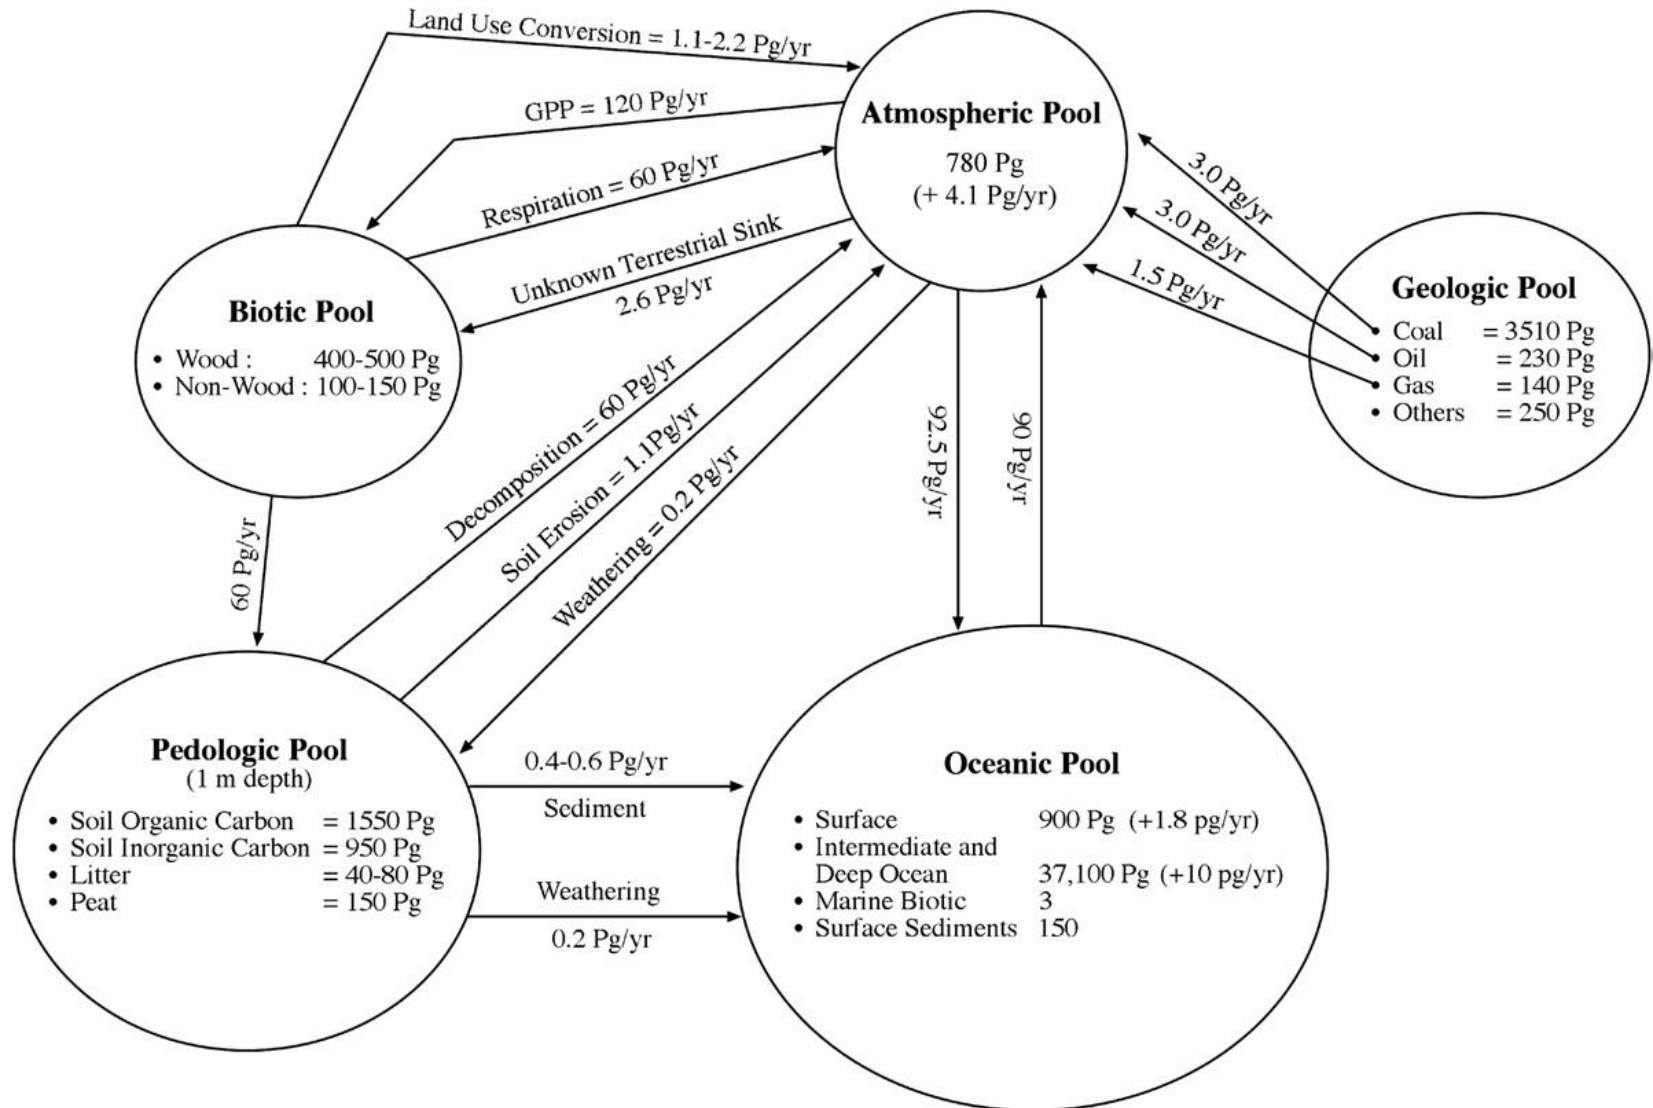 Land Use Conversion = 1.1-2.2 Pg/yr
GPP = 120 Pg/yr
Respiration = 60 Pg/yr
Unknown Terrestrial Sink
2.6 Pg/yr
Atmospheric Pool
780 Pg
(+ 4.1 Pg/yr)
3.0 Pg/yr
3.0 Pg/yr
1.5 Pg/yr
Geologic Pool
• Coal = 3510 Pg
• Oil = 230 Pg
• Gas = 140 Pg
• Others = 250 Pg
Biotic Pool
• Wood : 400-500 Pg
• Non-Wood : 100-150 Pg
60 Pg/yr
Decomposition = 60 Pg/yr
Soil Erosion = 1.1Pg/yr
Weathering = 0.2 Pg/yr
92.5 Pg/yr
90 Pg/yr
Pedologic Pool
(1 m depth)
• Soil Organic Carbon = 1550 Pg
• Soil Inorganic Carbon = 950 Pg
• Litter = 40-80 Pg
• Peat = 150 Pg
0.4-0.6 Pg/yr
Sediment
Weathering
0.2 Pg/yr
Oceanic Pool
• Surface 900 Pg (+1.8 pg/yr)
• Intermediate and
Deep Ocean 37,100 Pg (+10 pg/yr)
• Marine Biotic 3
• Surface Sediments 150